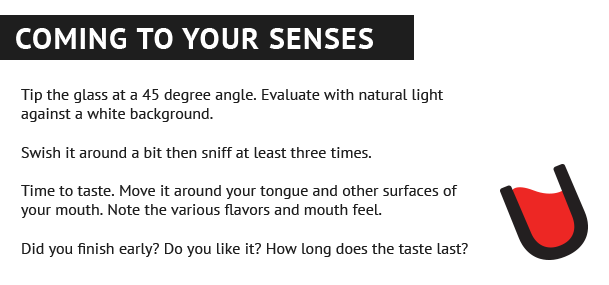 COMING TO YOUR SENSES
Tip the glass at a 45 degree angle. Evaluate with natural light
against a white background.
Swish it around a bit then sniff at least three times.
Time to taste. Move it around your tongue and other surfaces of
your mouth. Note the various flavors and mouth feel.
Did you finish early? Do you like it? How long does the taste last?